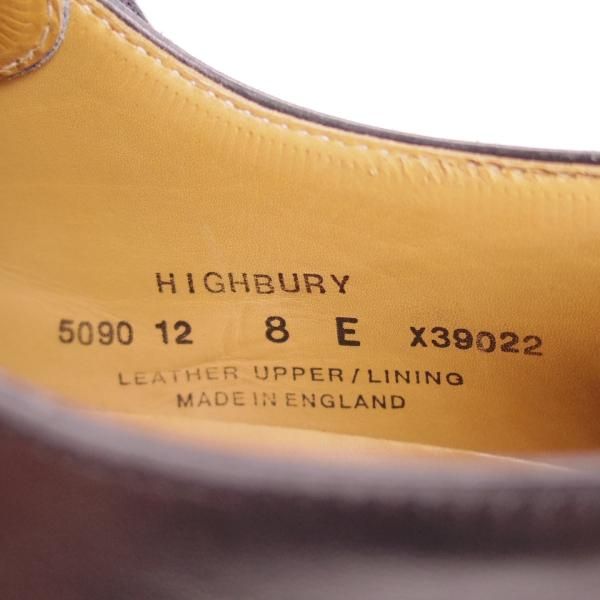 HIGHBURY
5090 12 8 E X39022
LEATHER UPPER/LINING
MADE IN ENGLAND